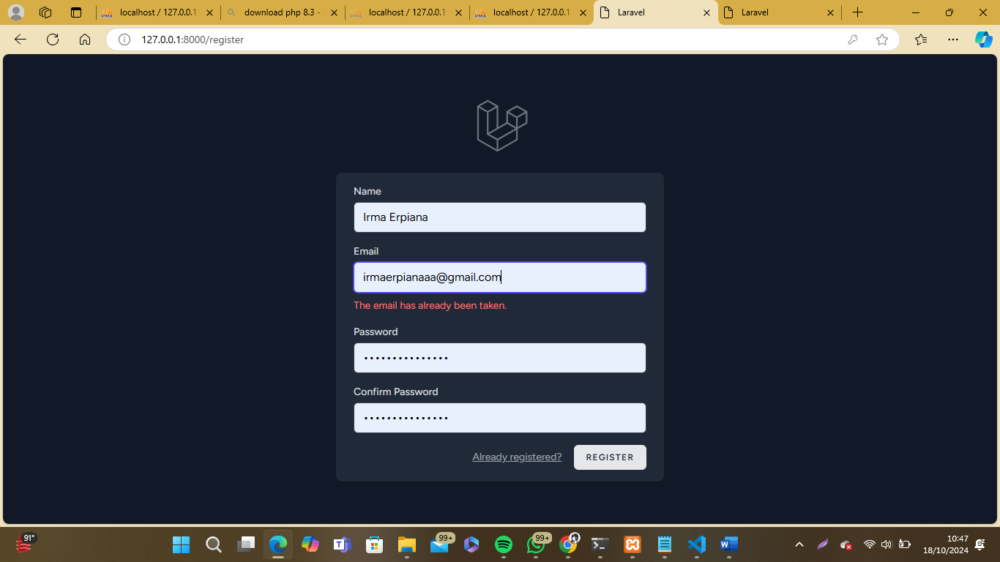 localhost / 127.0.0.1
download php 8.3 -
localhost / 127.0.0.1
localhost / 127.0.0.1
Laravel
Laravel
127.0.0.1:8000/register
Name
Irma Erpiana
Email
irmaerpianaaa@gmail.com
The email has already been taken.
Password
•••••••••••••••
Confirm Password
•••••••••••••••
Already registered?
REGISTER
91°
99+
99+
10:47
18/10/2024